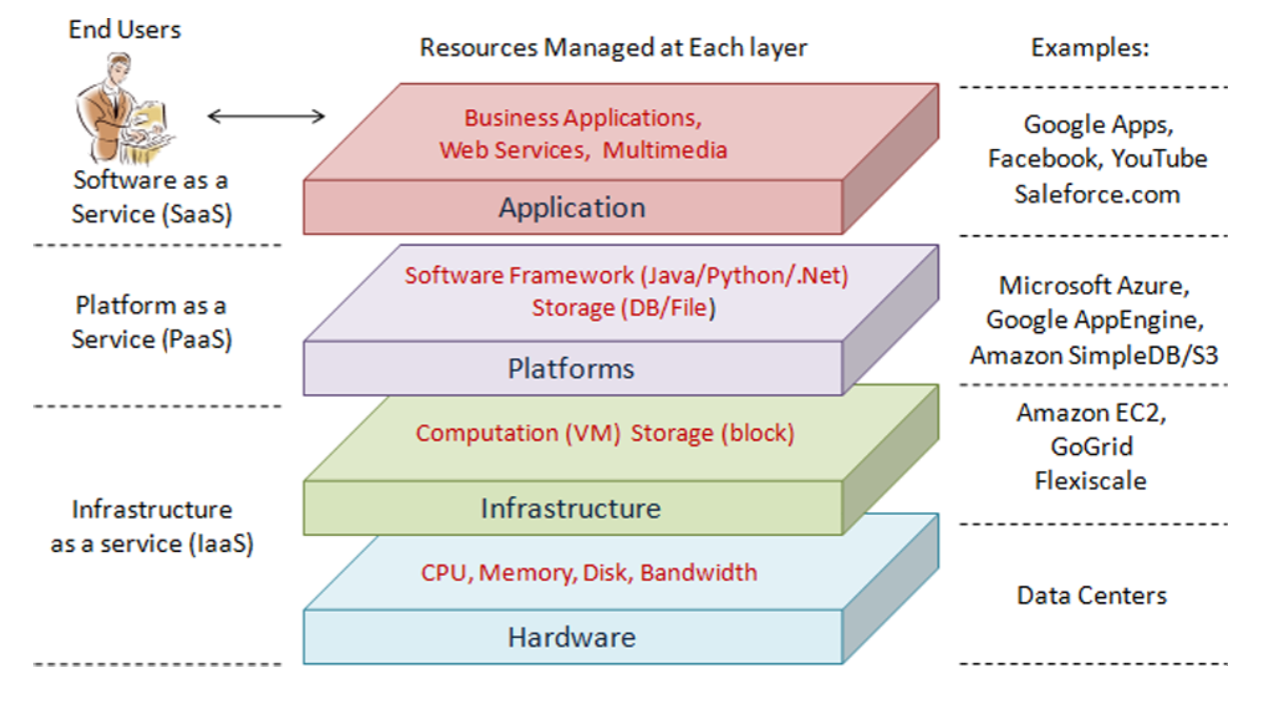 End Users
Resources Managed at Each layer
Examples:
Business Applications,
Web Services, Multimedia
Application
Software as a
Service (SaaS)
Google Apps,
Facebook, YouTube
Saleforce.com
Platform as a
Service (PaaS)
Software Framework (Java/Python/.Net)
Storage (DB/File)
Platforms
Microsoft Azure,
Google AppEngine,
Amazon SimpleDB/S3
Infrastructure
as a service (IaaS)
Computation (VM) Storage (block)
Infrastructure
Amazon EC2,
GoGrid
Flexiscale
CPU, Memory, Disk, Bandwidth
Hardware
Data Centers